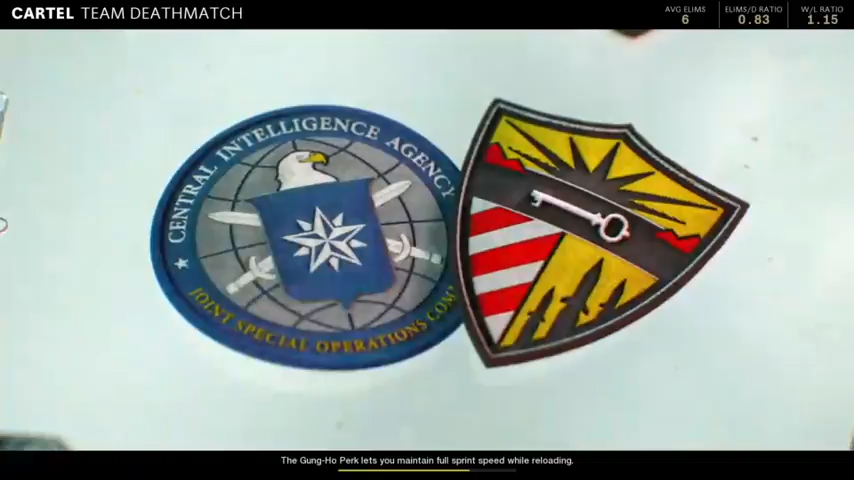 CARTEL TEAM DEATHMATCH
AVG ELIMS
6
ELIMS/D RATIO
0.83
W/L RATIO
1.15
CENTRAL INTELLIGENCE AGENCY
JOINT SPECIAL OPERATIONS
The Gung-Ho Perk lets you maintain full sprint speed while reloading.